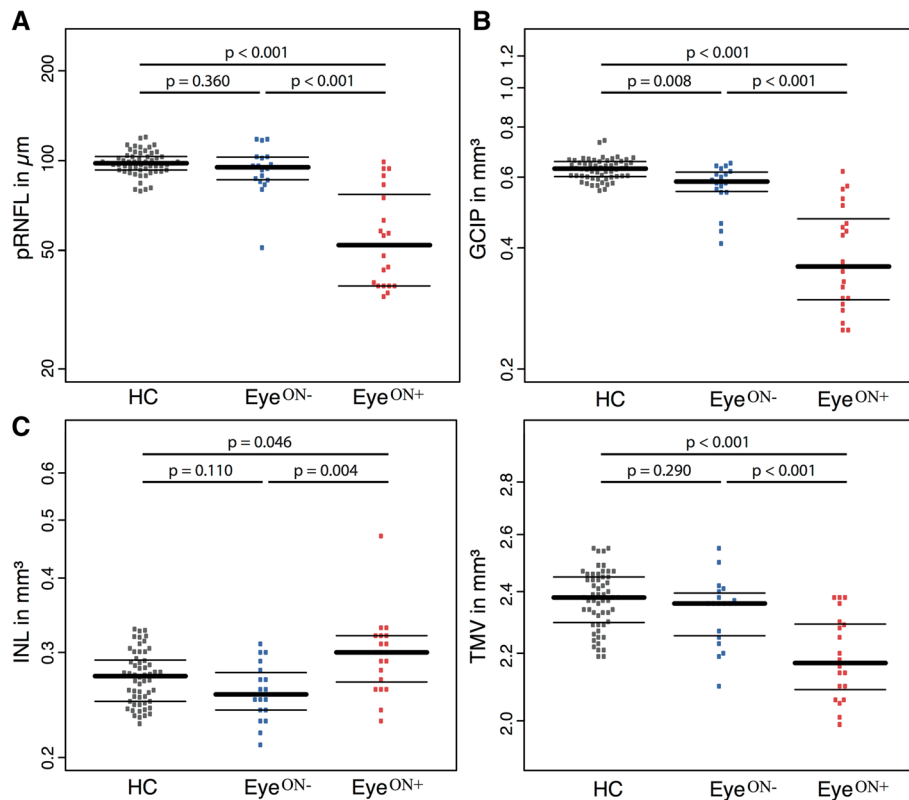 A
pRNFL in µm
200
100
50
20
p < 0.001
p = 0.360
p < 0.001
HC
Eye ON-
Eye ON+
B
GCIP in mm³
1.2
1.0
0.8
0.6
0.4
0.2
p < 0.001
p = 0.008
p < 0.001
HC
Eye ON-
Eye ON+
C
INL in mm³
0.6
0.5
0.4
0.3
0.2
p = 0.046
p = 0.110
p = 0.004
HC
Eye ON-
Eye ON+
TMV in mm³
2.8
2.6
2.4
2.2
2.0
p < 0.001
p = 0.290
p < 0.001
HC
Eye ON-
Eye ON+